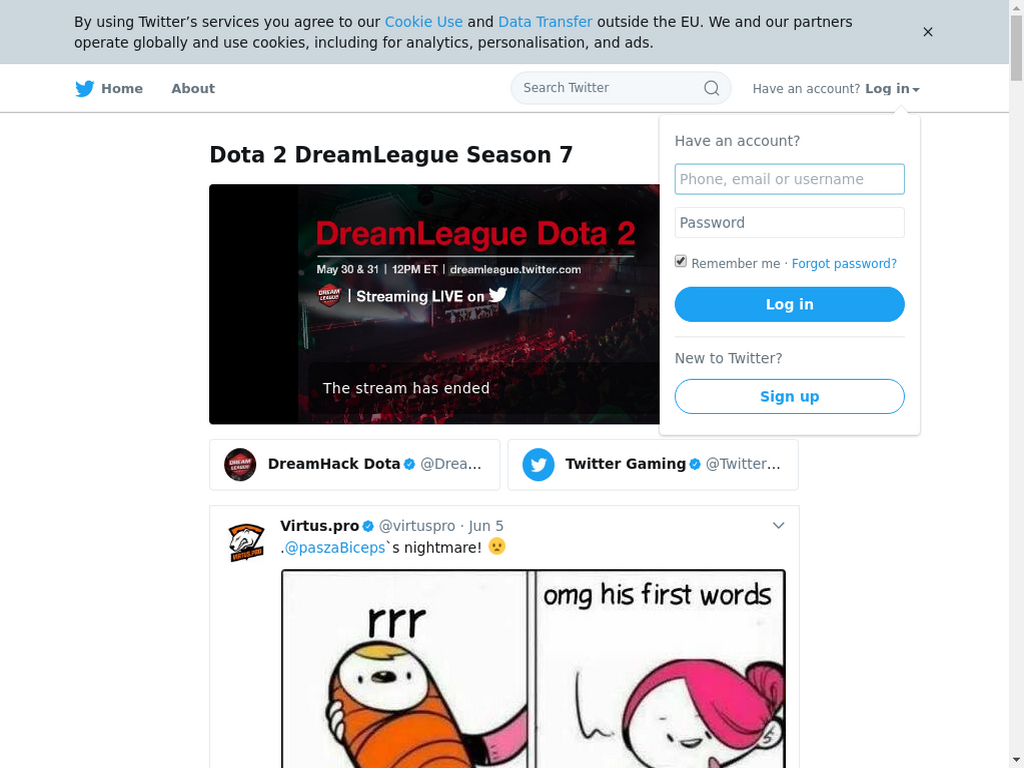 By using Twitter’s services you agree to our Cookie Use and Data Transfer outside the EU. We and our partners
operate globally and use cookies, including for analytics, personalisation, and ads.
Home About Search Twitter Have an account? Log in
Have an account?
Phone, email or username
Password
Remember me · Forgot password?
Log in
New to Twitter?
Sign up
Dota 2 DreamLeague Season 7
DreamLeague Dota 2
May 30 & 31 | 12PM ET | dreamleague.twitter.com
DREAM LEAGUE | Streaming LIVE on
The stream has ended
DreamHack Dota @Drea...
Twitter Gaming @Twitter...
Virtus.pro @virtuspro · Jun 5
.@paszaBiceps`s nightmare!
VIRTUS.PRO
rrr
omg his first words